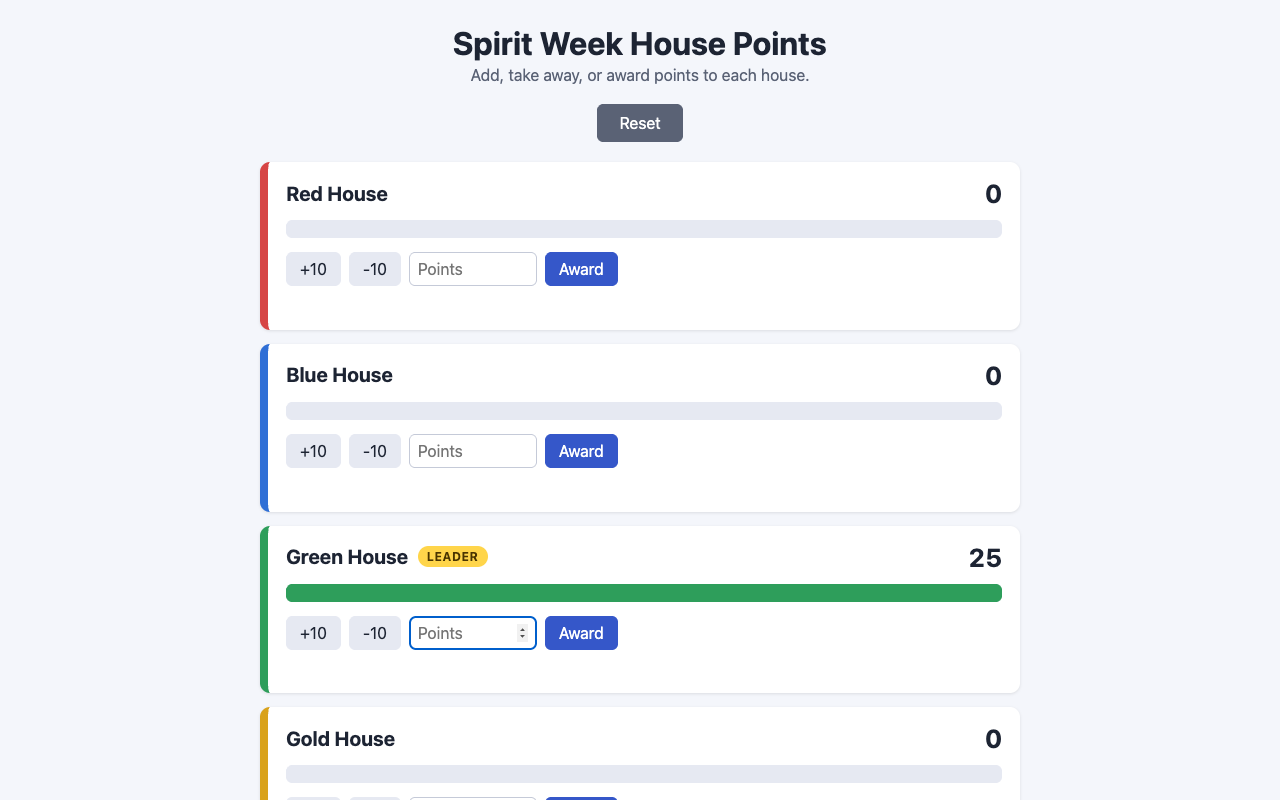 Spirit Week House Points
Add, take away, or award points to each house.
Reset
Red House 0
+10 -10 Points Award
Blue House 0
+10 -10 Points Award
Green House LEADER 25
+10 -10 Points Award
Gold House 0